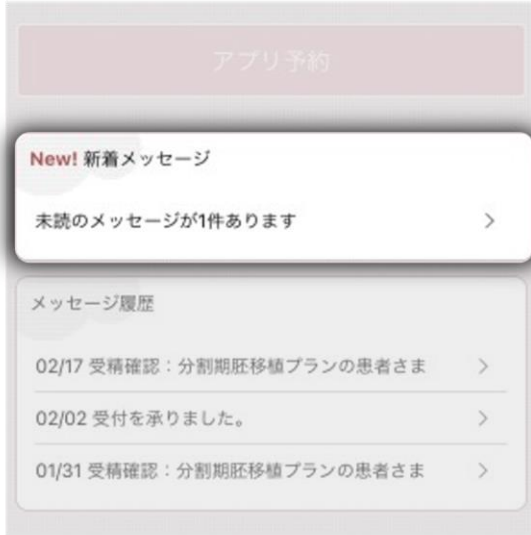 アプリ予約
New! 新着メッセージ
未読のメッセージが1件あります
メッセージ履歴
02/17 受精確認：分割期胚移植プランの患者さま
02/02 受付を承りました。
01/31 受精確認：分割期胚移植プランの患者さま